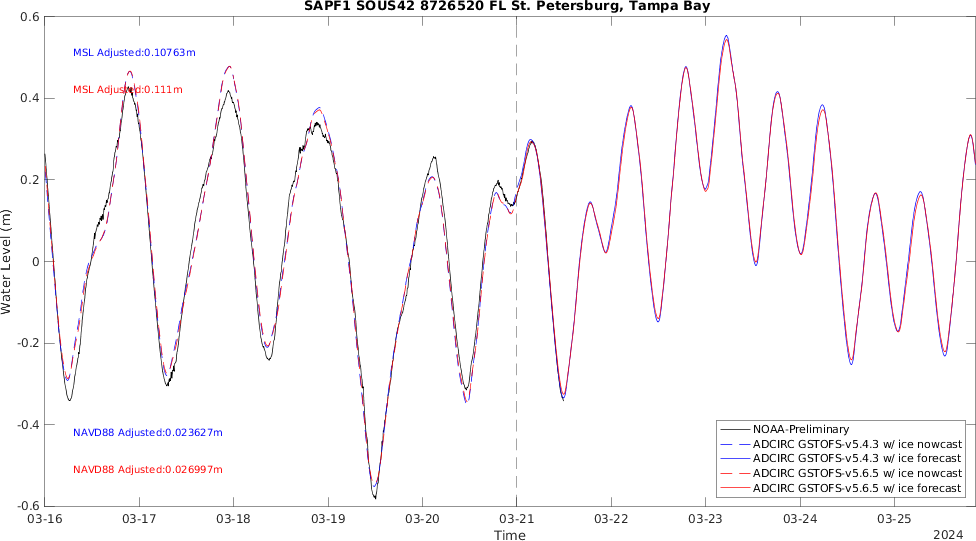 SAPF1 SOUS42 8726520 FL St. Petersburg, Tampa Bay
0.6
MSL Adjusted:0.10763m
MSL Adjusted:0.111m
0.4
0.2
0
-0.2
-0.4
-0.6
Water Level (m)
NAVD88 Adjusted:0.023627m
NAVD88 Adjusted:0.026997m
NOAA-Preliminary
ADCIRC GSTOFS-v5.4.3 w/ ice nowcast
ADCIRC GSTOFS-v5.4.3 w/ ice forecast
ADCIRC GSTOFS-v5.6.5 w/ ice nowcast
ADCIRC GSTOFS-v5.6.5 w/ ice forecast
03-16 03-17 03-18 03-19 03-20 03-21 03-22 03-23 03-24 03-25
Time
2024